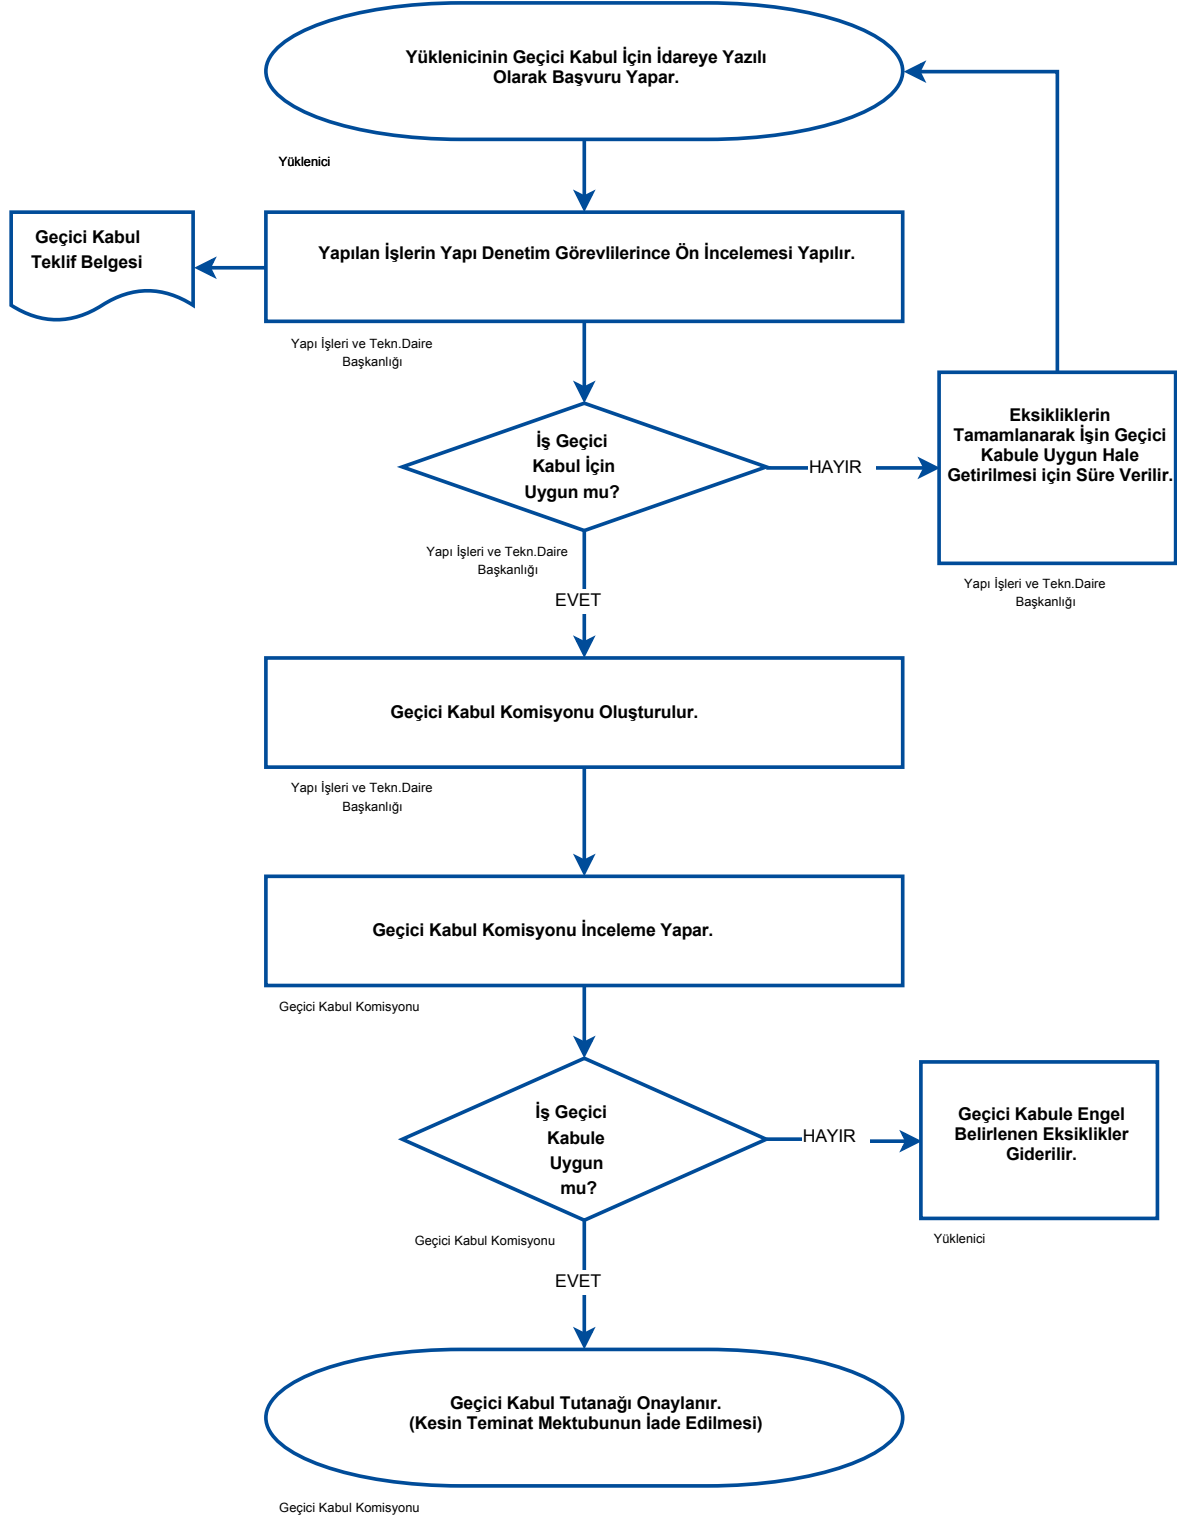 Yüklenicinin Geçici Kabul İçin İdareye Yazılı
Olarak Başvuru Yapar.
Yüklenici
Geçici Kabul
Teklif Belgesi
Yapılan İşlerin Yapı Denetim Görevlilerince Ön İncelemesi Yapılır.
Yapı İşleri ve Tekn.Daire
Başkanlığı
İş Geçici
Kabul İçin
Uygun mu?
HAYIR
Eksikliklerin
Tamamlanarak İşin Geçici
Kabule Uygun Hale
Getirilmesi için Süre Verilir.
Yapı İşleri ve Tekn.Daire
Başkanlığı
Yapı İşleri ve Tekn.Daire
Başkanlığı
EVET
Geçici Kabul Komisyonu Oluşturulur.
Yapı İşleri ve Tekn.Daire
Başkanlığı
Geçici Kabul Komisyonu İnceleme Yapar.
Geçici Kabul Komisyonu
İş Geçici
Kabule
Uygun
mu?
HAYIR
Geçici Kabule Engel
Belirlenen Eksiklikler
Giderilir.
Yüklenici
Geçici Kabul Komisyonu
EVET
Geçici Kabul Tutanağı Onaylanır.
(Kesin Teminat Mektubunun İade Edilmesi)
Geçici Kabul Komisyonu